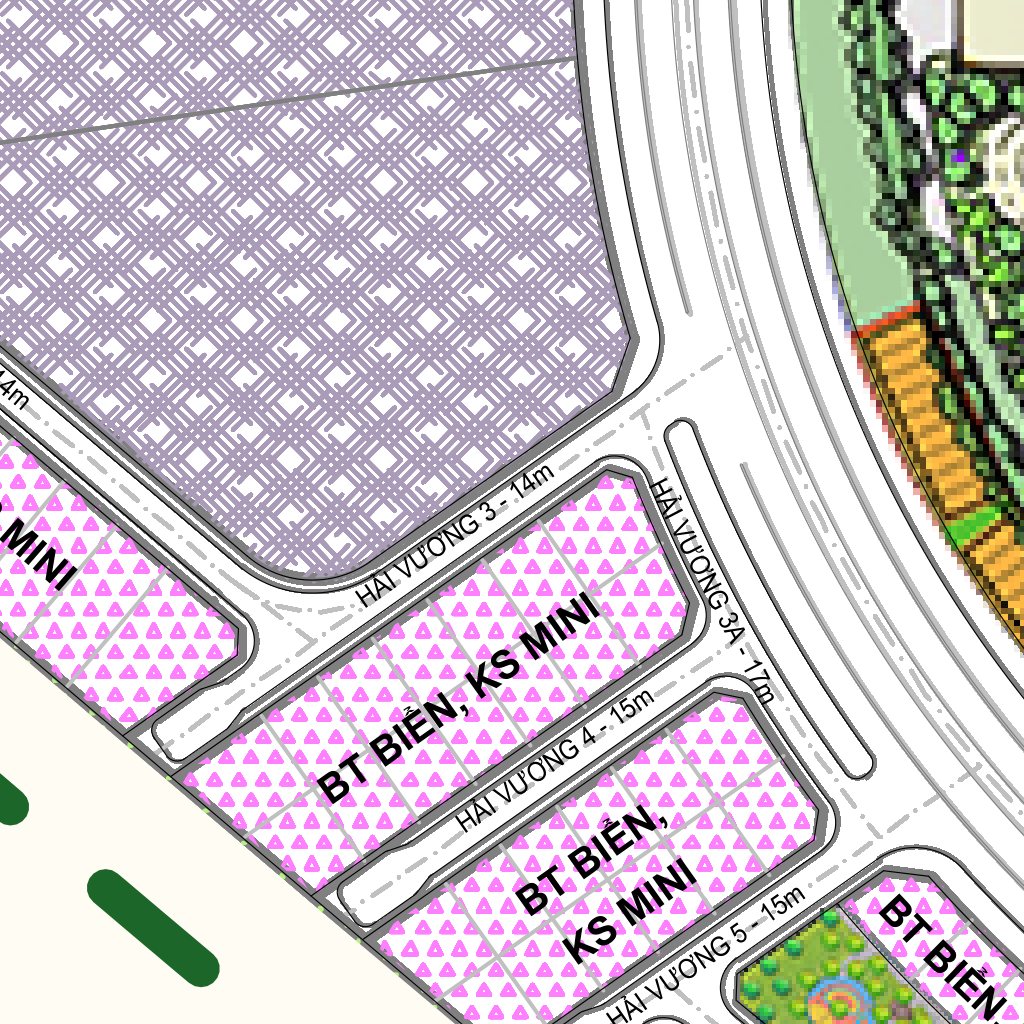 14m
MINI
HẢI VƯƠNG 3 - 14m
HẢI VƯƠNG 3A - 17m
BT BIỂN, KS MINI
HẢI VƯƠNG 4 - 15m
BT BIỂN,
KS MINI
HẢI VƯƠNG 5 - 15m
BT BIỂN,